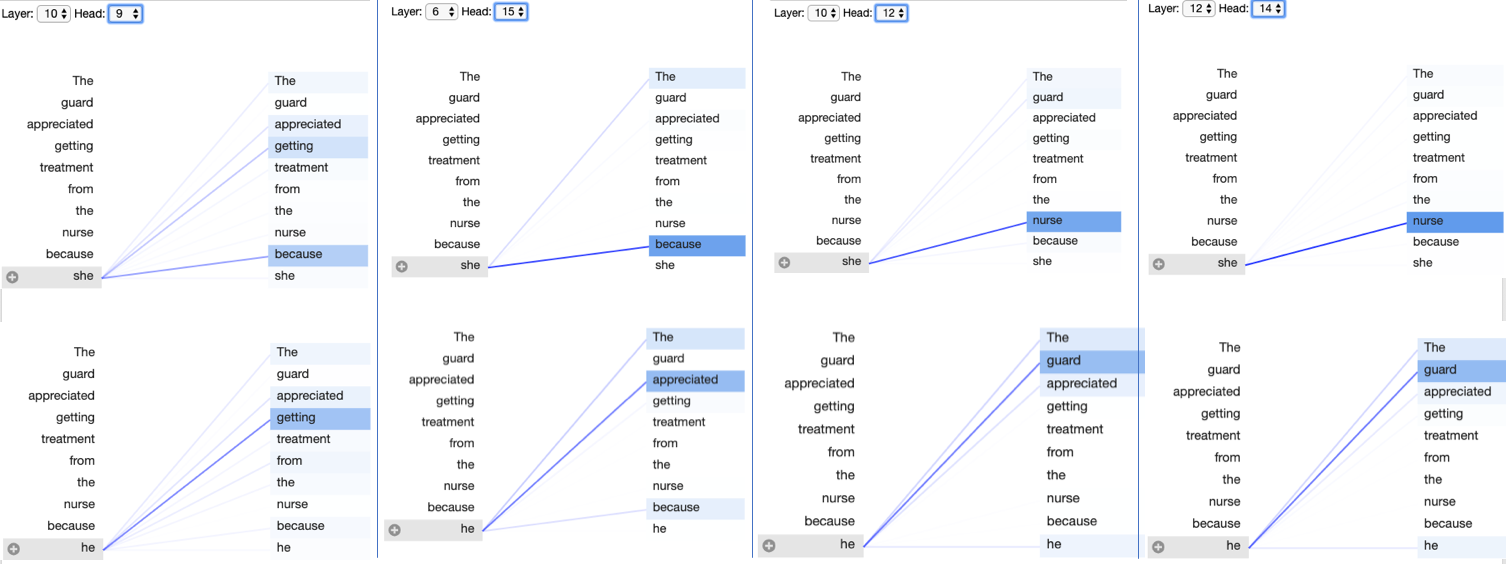 Layer: 10 Head: 9
The The
guard guard
appreciated appreciated
getting getting
treatment treatment
from from
the the
nurse nurse
because because
she she
The The
guard guard
appreciated appreciated
getting getting
treatment treatment
from from
the the
nurse nurse
because because
he he
Layer: 6 Head: 15
The The
guard guard
appreciated appreciated
getting getting
treatment treatment
from from
the the
nurse nurse
because because
she she
The The
guard guard
appreciated appreciated
getting getting
treatment treatment
from from
the the
nurse nurse
because because
he he
Layer: 10 Head: 12
The The
guard guard
appreciated appreciated
getting getting
treatment treatment
from from
the the
nurse nurse
because because
she she
The The
guard guard
appreciated appreciated
getting getting
treatment treatment
from from
the the
nurse nurse
because because
he he
Layer: 12 Head: 14
The The
guard guard
appreciated appreciated
getting getting
treatment treatment
from from
the the
nurse nurse
because because
she she
The The
guard guard
appreciated appreciated
getting getting
treatment treatment
from from
the the
nurse nurse
because because
he he